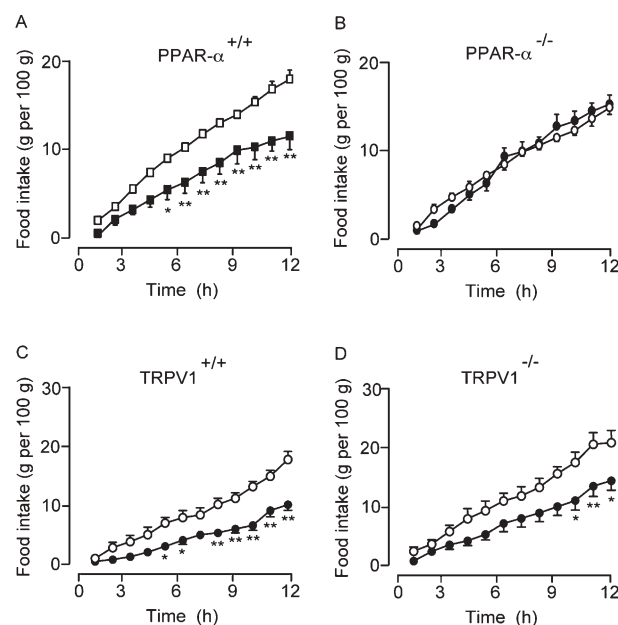 A
PPAR-α+/+
Food intake (g per 100 g)
20
10
0
* ** ** ** ** ** ** **
0 3 6 9 12
Time (h)
B
PPAR-α-/-
Food intake (g per 100 g)
20
10
0
0 3 6 9 12
Time (h)
C
TRPV1+/+
Food intake (g per 100 g)
30
20
10
0
* * ** ** ** ** **
0 3 6 9 12
Time (h)
D
TRPV1-/-
Food intake (g per 100 g)
30
20
10
0
* ** *
0 3 6 9 12
Time (h)